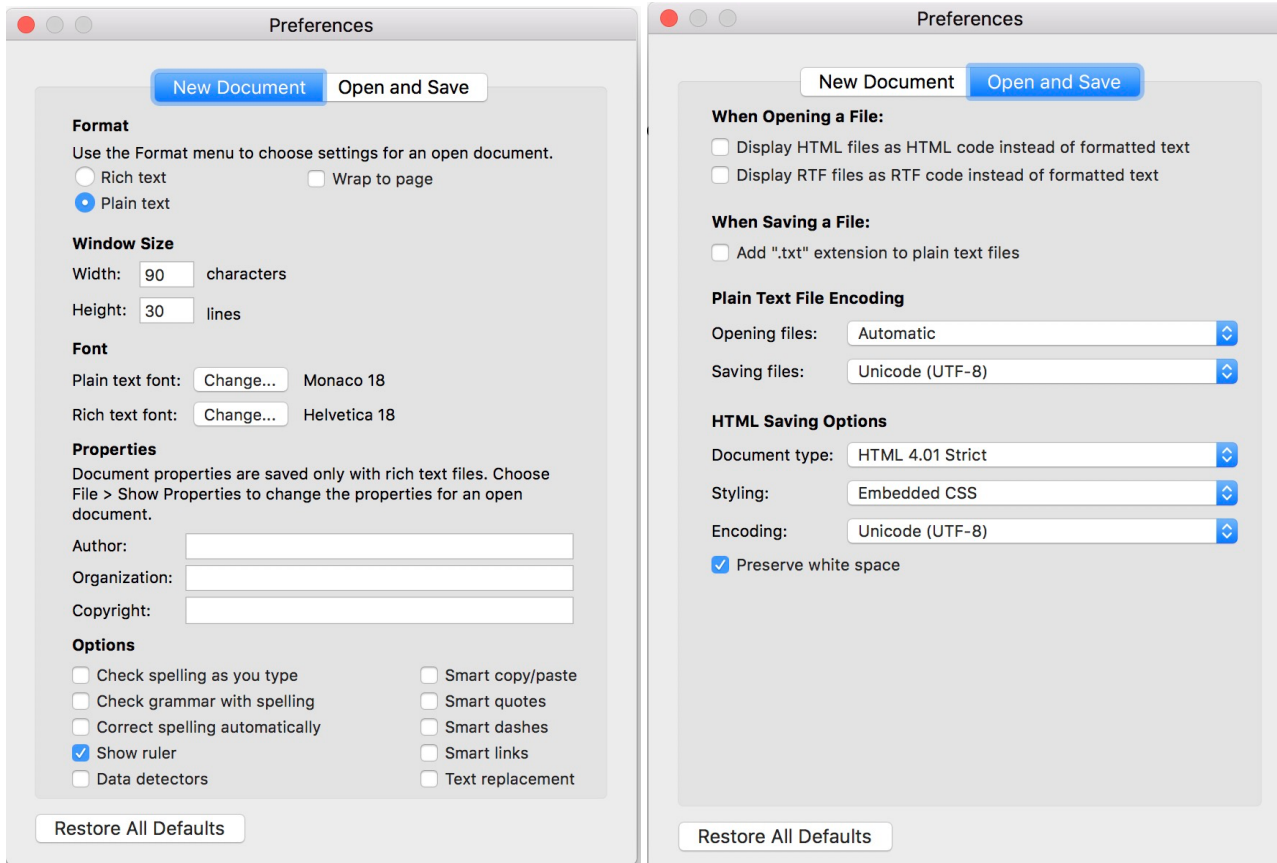 Preferences
New Document
Open and Save
Format
Use the Format menu to choose settings for an open document.
Rich text
Wrap to page
Plain text
Window Size
Width: 90 characters
Height: 30 lines
Font
Plain text font: Change... Monaco 18
Rich text font: Change... Helvetica 18
Properties
Document properties are saved only with rich text files. Choose
File > Show Properties to change the properties for an open
document.
Author:
Organization:
Copyright:
Options
Check spelling as you type
Smart copy/paste
Check grammar with spelling
Smart quotes
Correct spelling automatically
Smart dashes
Show ruler
Smart links
Data detectors
Text replacement
Restore All Defaults
Preferences
New Document
Open and Save
When Opening a File:
Display HTML files as HTML code instead of formatted text
Display RTF files as RTF code instead of formatted text
When Saving a File:
Add ".txt" extension to plain text files
Plain Text File Encoding
Opening files: Automatic
Saving files: Unicode (UTF-8)
HTML Saving Options
Document type: HTML 4.01 Strict
Styling: Embedded CSS
Encoding: Unicode (UTF-8)
Preserve white space
Restore All Defaults